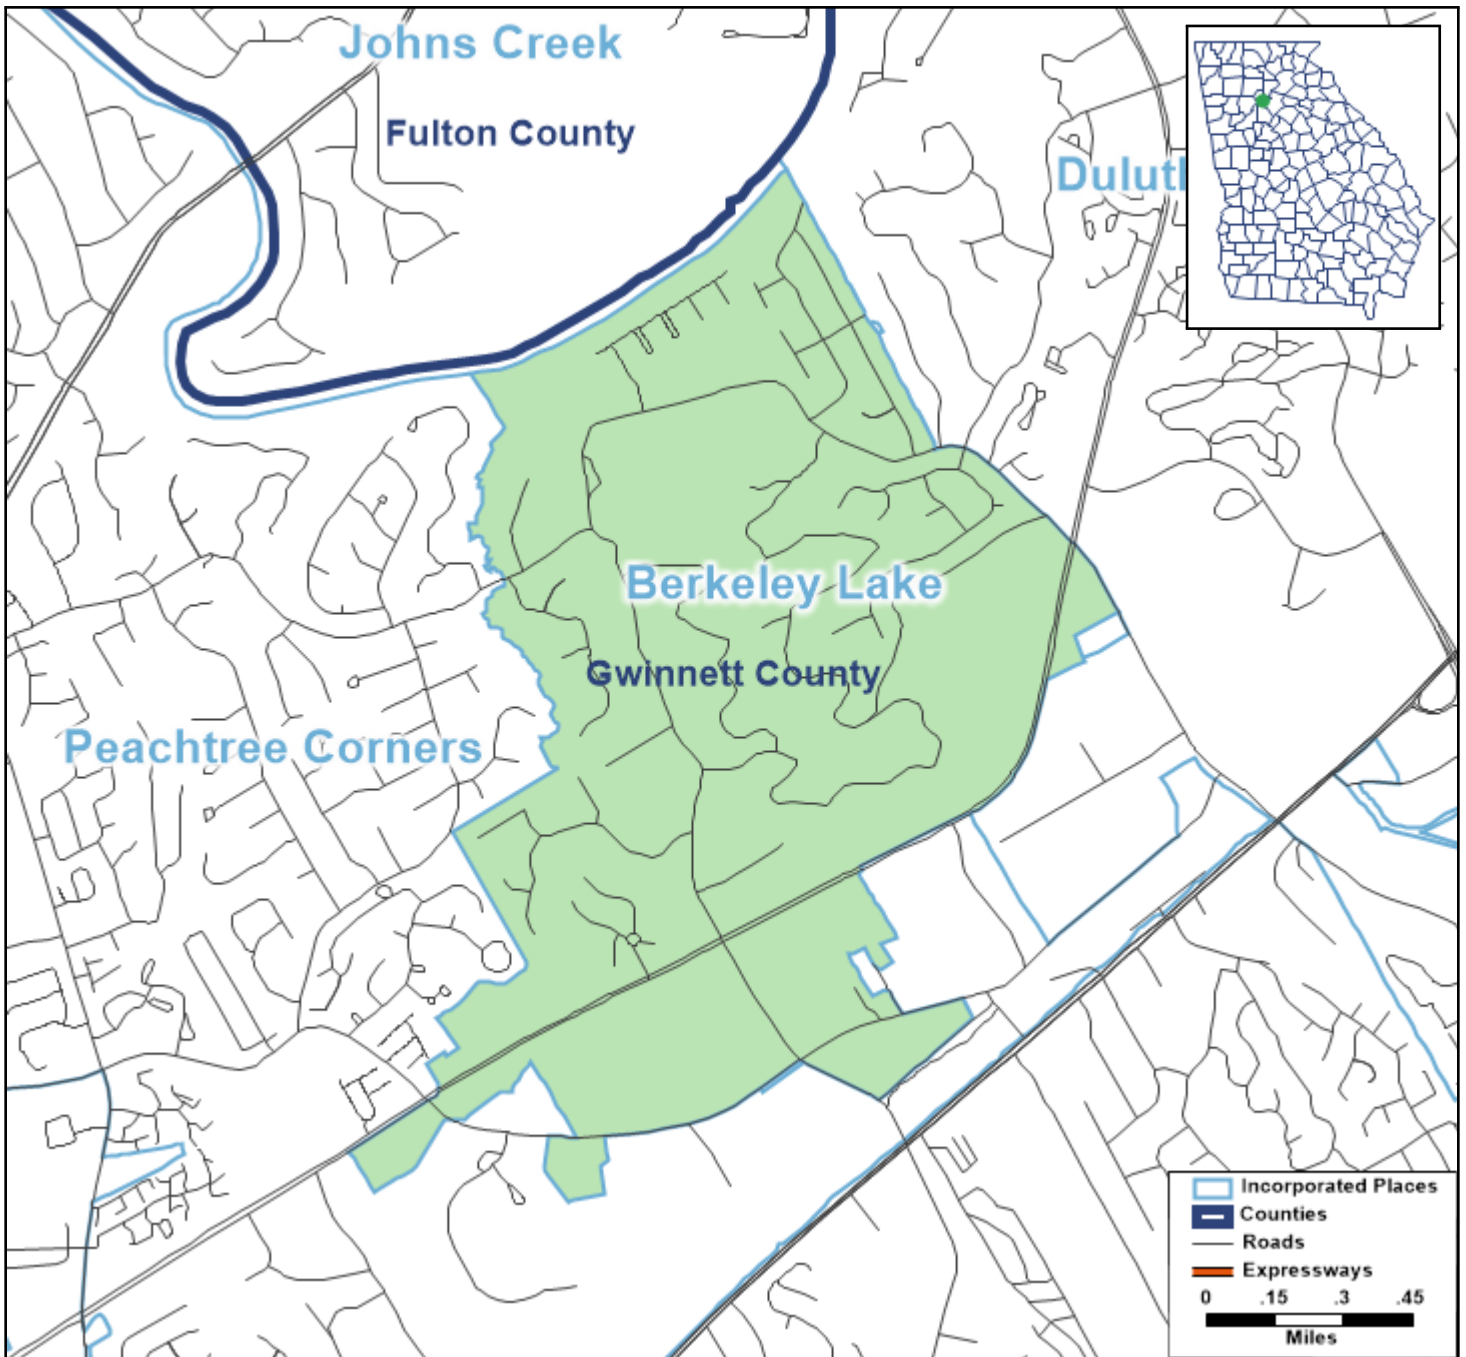 Johns Creek
Fulton County
Dulut
Berkeley Lake
Gwinnett County
Peachtree Corners
Incorporated Places
Counties
Roads
Expressways
0 .15 .3 .45
Miles